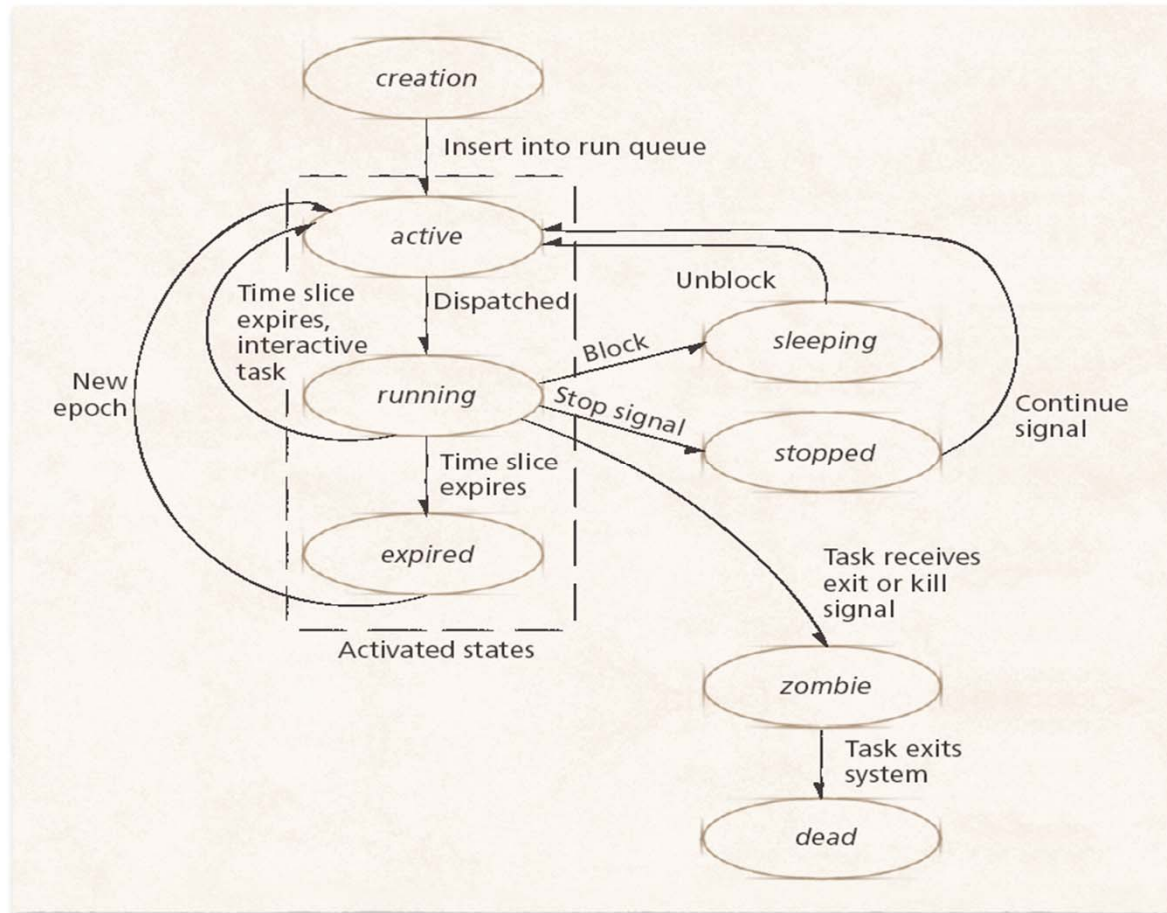 creation
Insert into run queue
active
Unblock
Dispatched
Time slice
expires,
interactive
task
Block
sleeping
New
epoch
running
Stop signal
Continue
signal
stopped
Time slice
expires
expired
Task receives
exit or kill
signal
Activated states
zombie
Task exits
system
dead